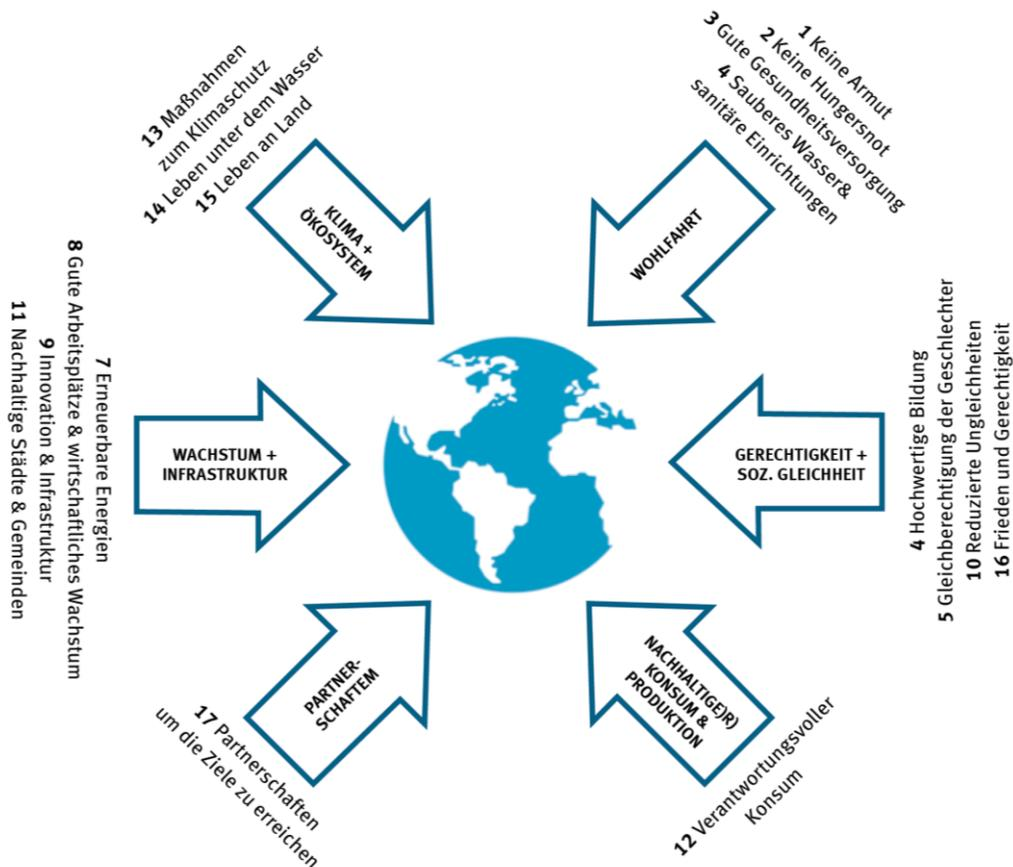 13 Maßnahmen
zum Klimaschutz
14 Leben unter dem Wasser
15 Leben an Land
KLIMA +
ÖKOSYSTEM
1 Keine Armut
2 Keine Hungersnot
3 Gute Gesundheitsversorgung
4 Sauberes Wasser&
sanitäre Einrichtungen
WOHLFAHRT
7 Erneuerbare Energien
8 Gute Arbeitsplätze & wirtschaftliches Wachstum
9 Innovation & Infrastruktur
11 Nachhaltige Städte & Gemeinden
WACHSTUM +
INFRASTRUKTUR
GERECHTIGKEIT +
SOZ. GLEICHHEIT
4 Hochwertige Bildung
5 Gleichberechtigung der Geschlechter
10 Reduzierte Ungleichheiten
16 Frieden und Gerechtigkeit
PARTNER-
SCHAFTEM
17 Partnerschaften
um die Ziele zu erreichen
NACHHALTIGE)R)
KONSUM &
PRODUKTION
12 Verantwortungsvoller
Konsum